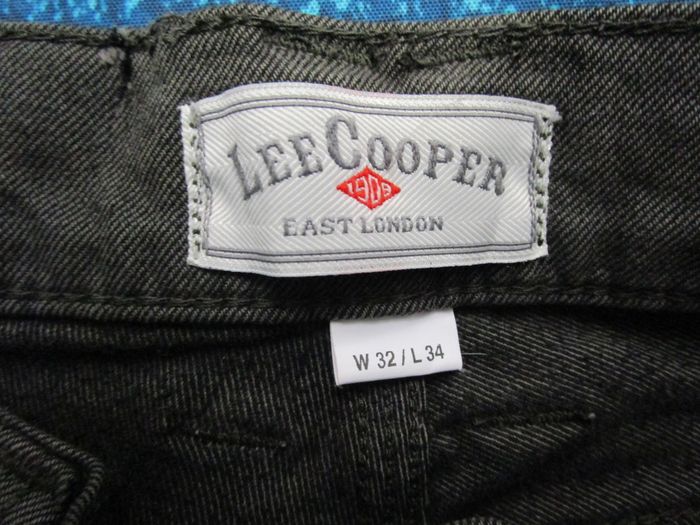 LEE COOPER
1908
EAST LONDON
W 32 / L 34